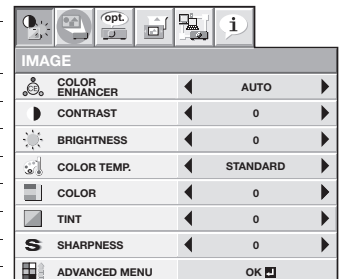 opt.
i
IMAGE
CE COLOR ENHANCER AUTO
CONTRAST 0
BRIGHTNESS 0
COLOR TEMP. STANDARD
COLOR 0
TINT 0
S SHARPNESS 0
ADVANCED MENU OK